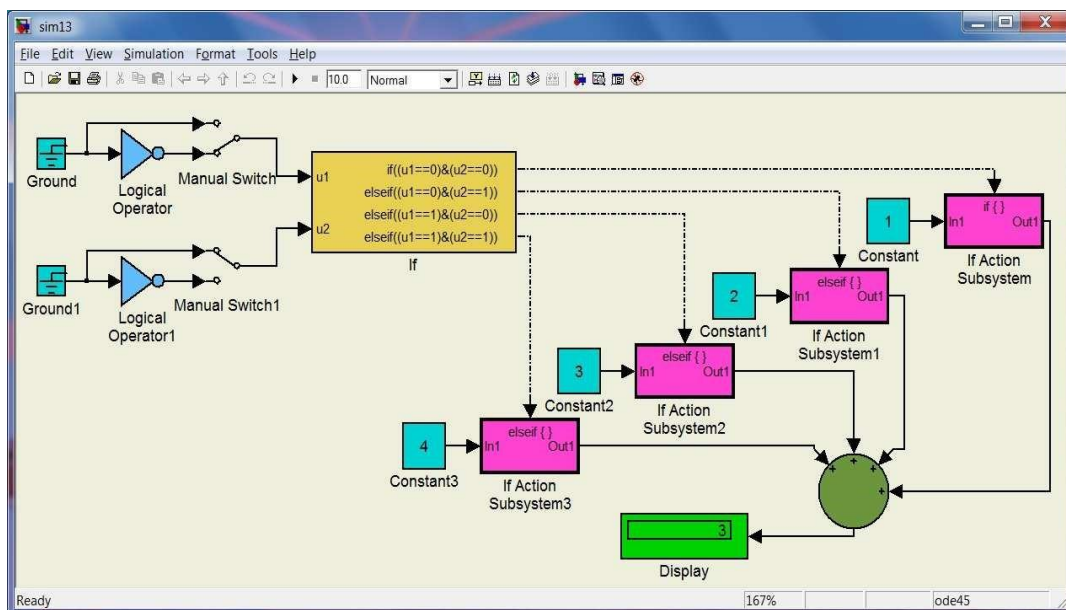 sim13
File Edit View Simulation Format Tools Help
10.0 Normal
Ground
Logical
Operator
Manual Switch
u1
u2
if((u1==0)&(u2==0))
elseif((u1==0)&(u2==1))
elseif((u1==1)&(u2==0))
elseif((u1==1)&(u2==1))
If
Ground1
Logical
Operator1
Manual Switch1
1
Constant
if { }
In1 Out1
If Action
Subsystem
2
Constant1
elseif { }
In1 Out1
If Action
Subsystem1
3
Constant2
elseif { }
In1 Out1
If Action
Subsystem2
4
Constant3
elseif { }
In1 Out1
If Action
Subsystem3
+ + + +
3
Display
Ready 167% ode45